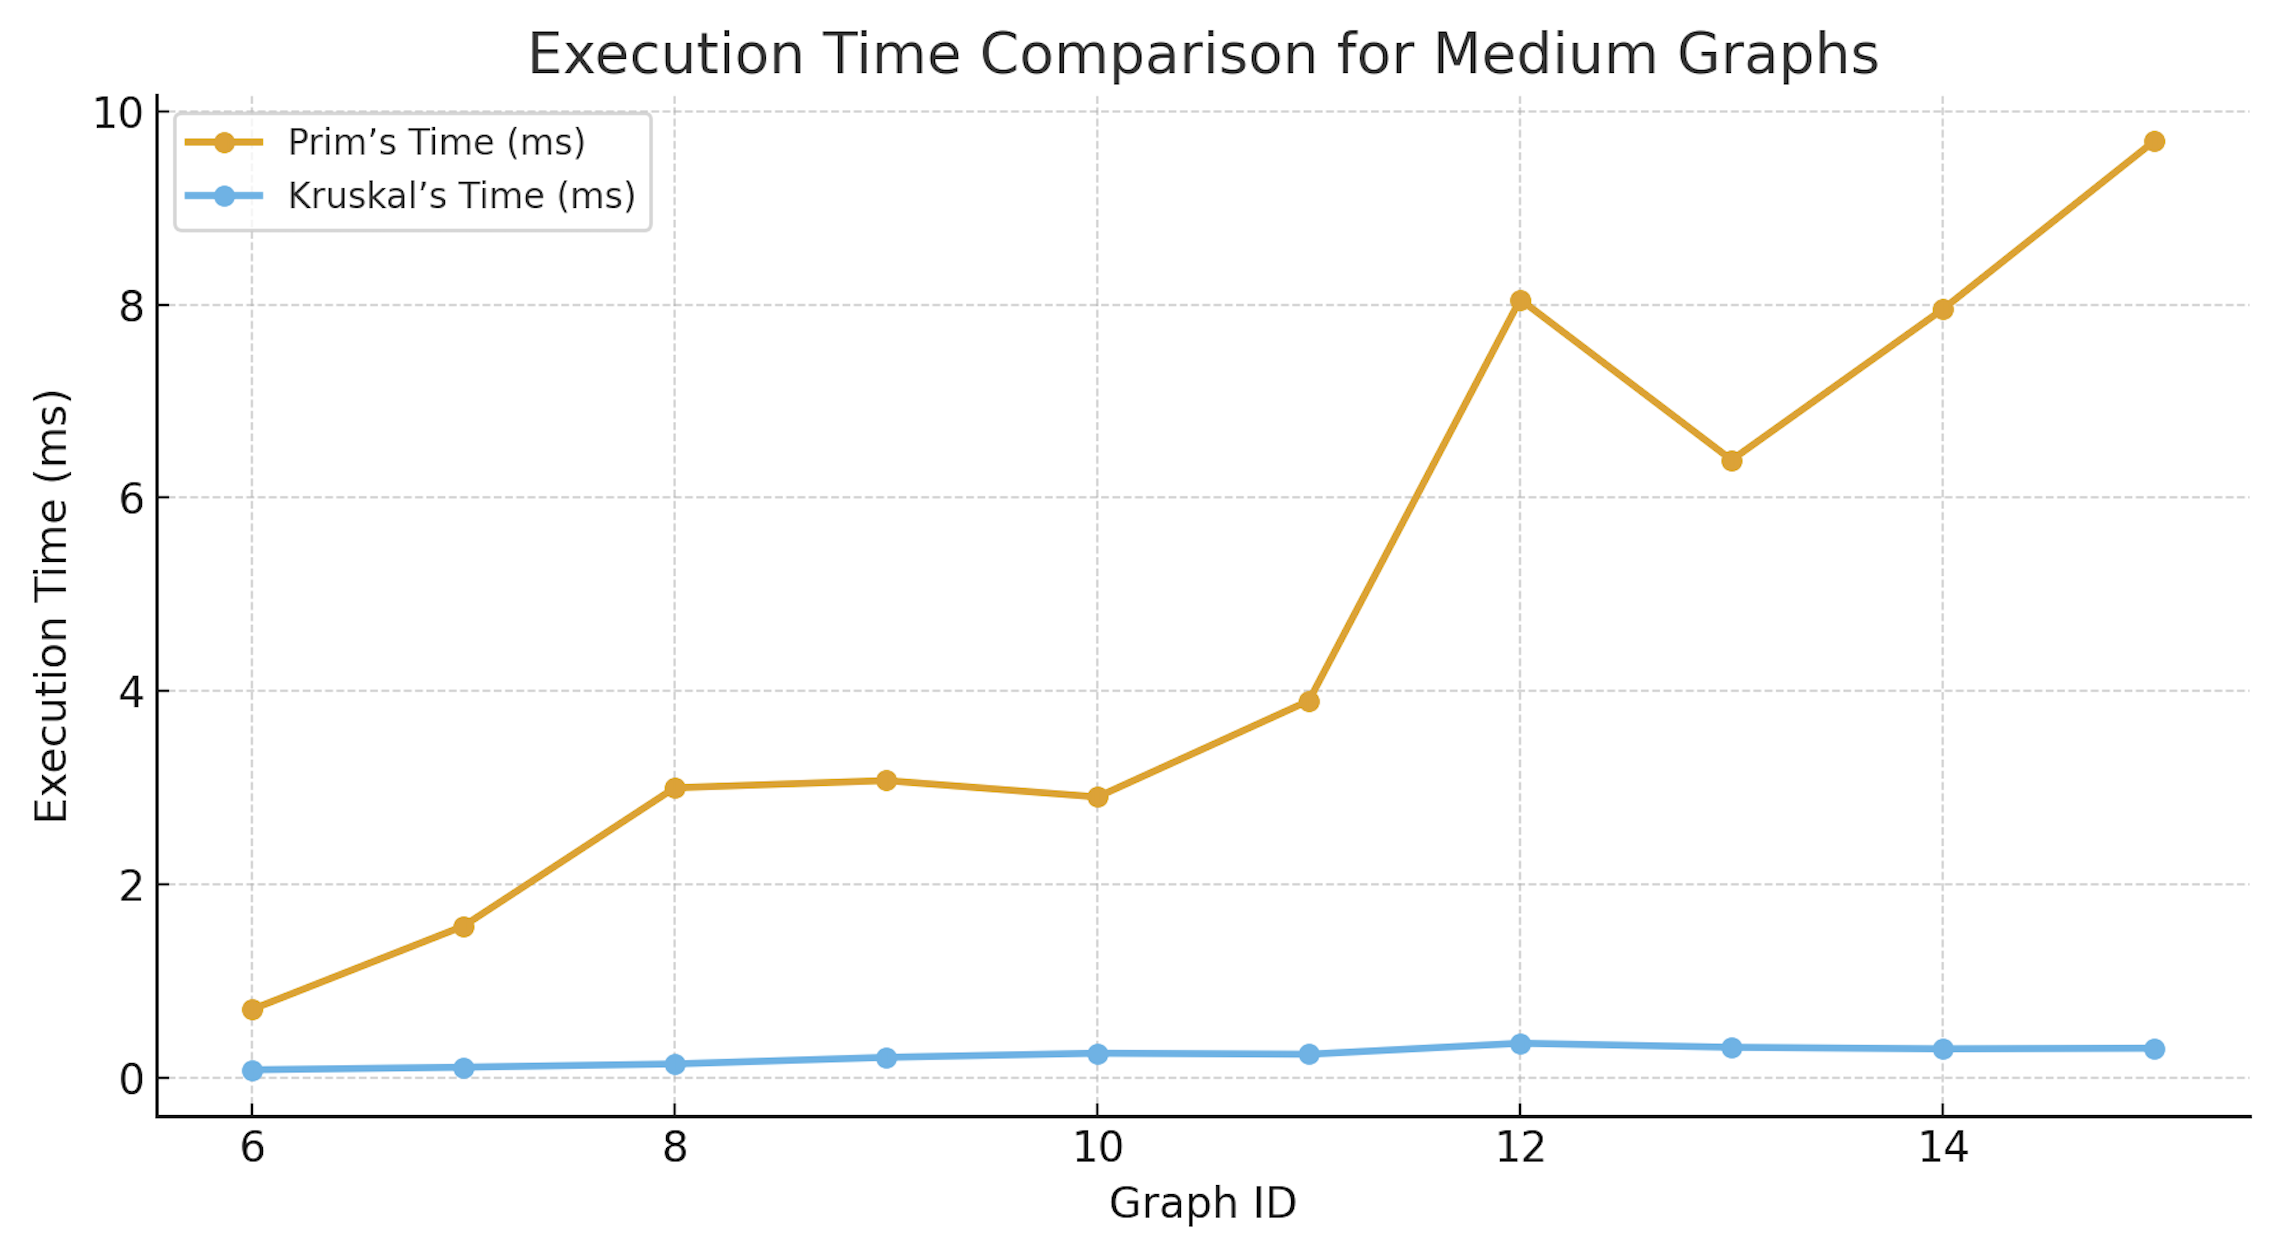 Execution Time Comparison for Medium Graphs
Prim’s Time (ms)
Kruskal’s Time (ms)
Execution Time (ms)
10
8
6
4
2
0
6 8 10 12 14
Graph ID